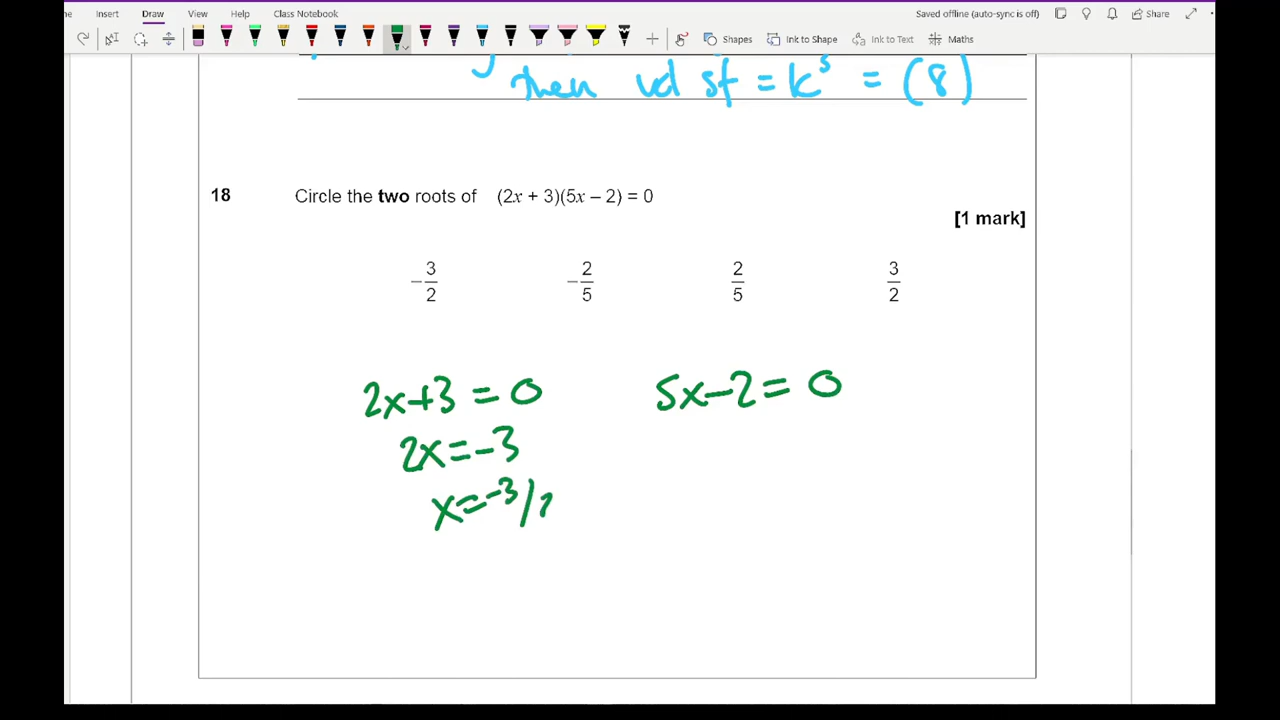 Insert Draw View Help Class Notebook Saved offline (auto-sync is off) Share
Shapes Ink to Shape Ink to Text Maths
then vol sf = k³ = (8)
18 Circle the two roots of (2x + 3)(5x – 2) = 0
[1 mark]
–3/2 –2/5 2/5 3/2
2x+3 = 0 5x–2 = 0
2x = –3
x = –3/2